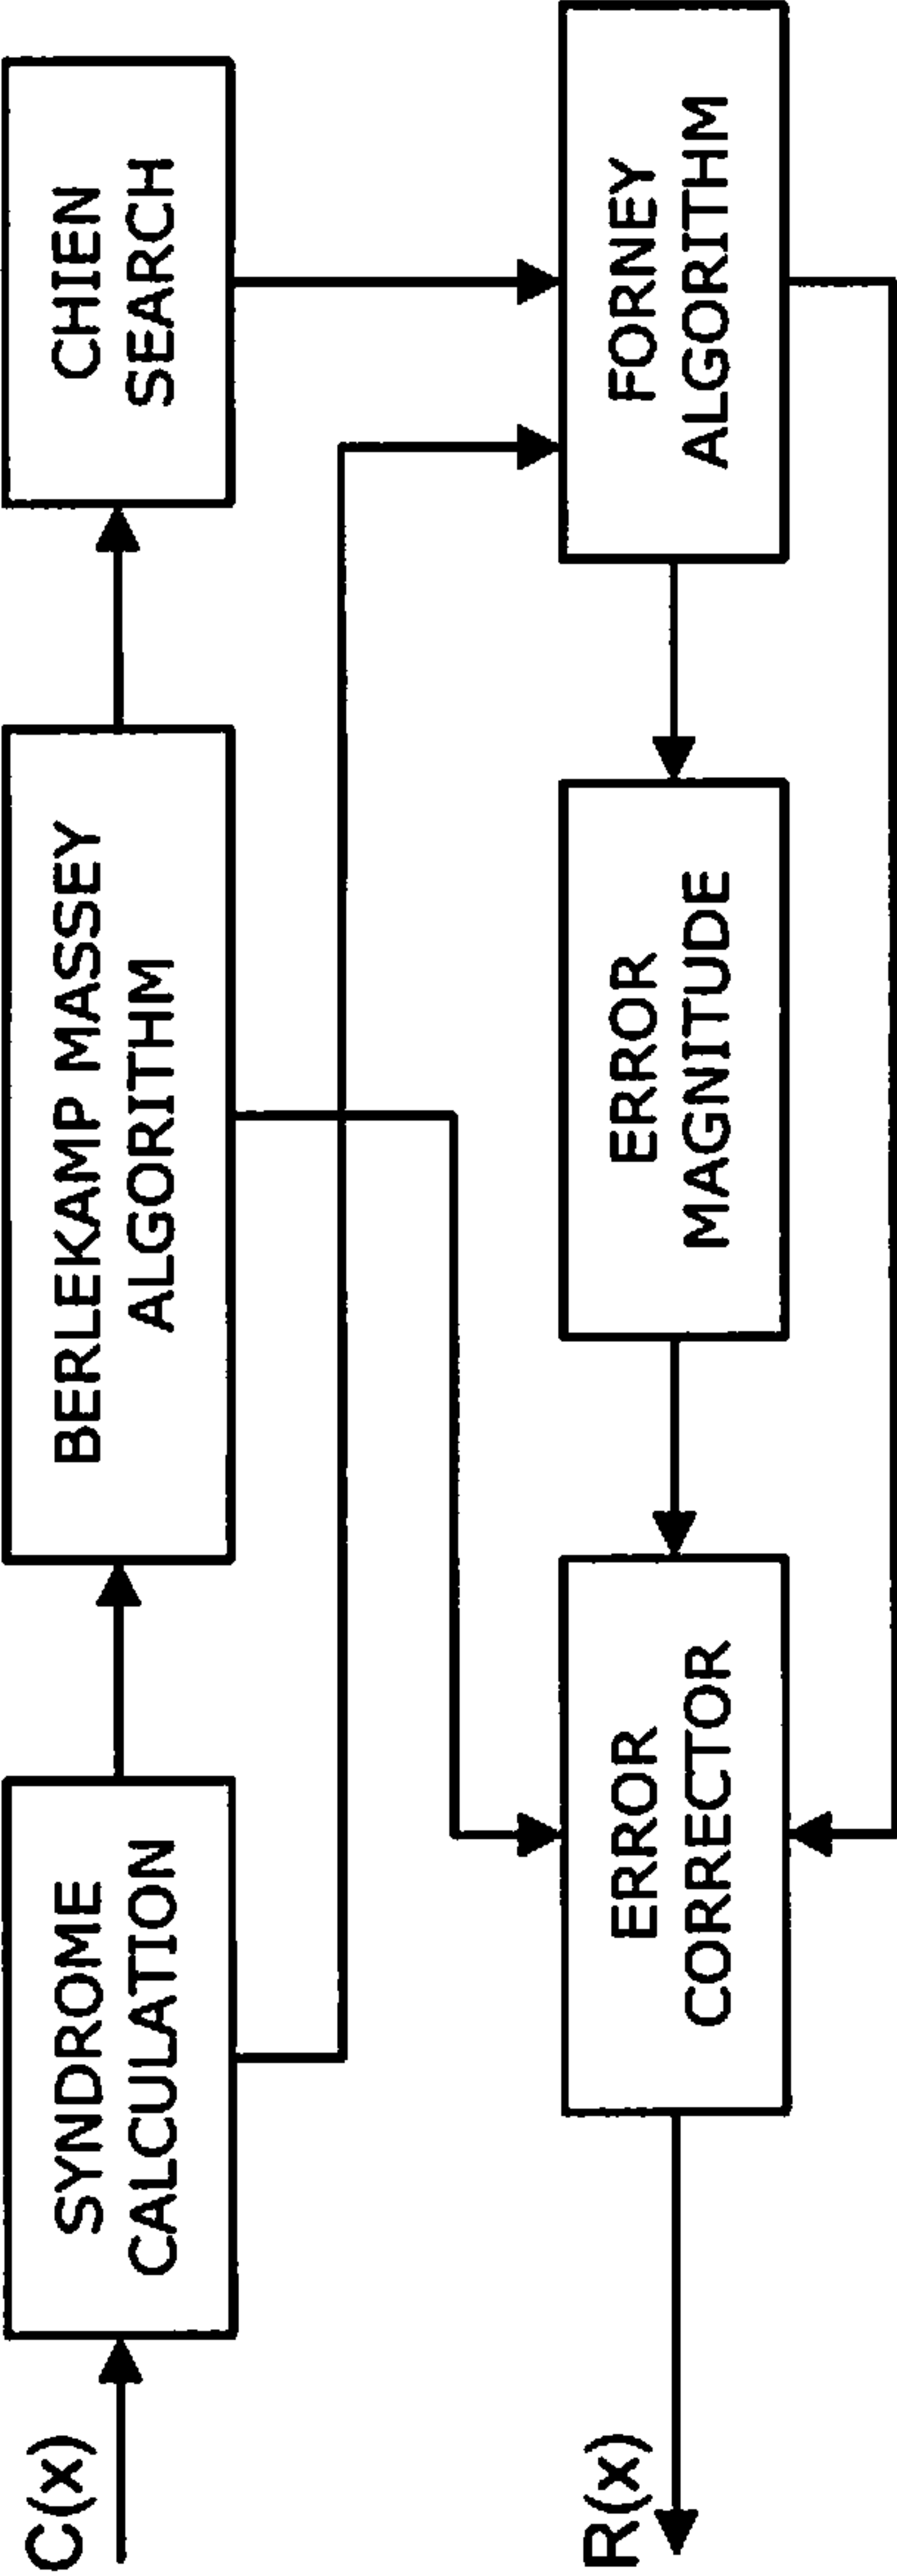 C(x)
SYNDROME
CALCULATION
BERLEKAMP MASSEY
ALGORITHM
CHIEN
SEARCH
R(x)
ERROR
CORRECTOR
ERROR
MAGNITUDE
FORNEY
ALGORITHM